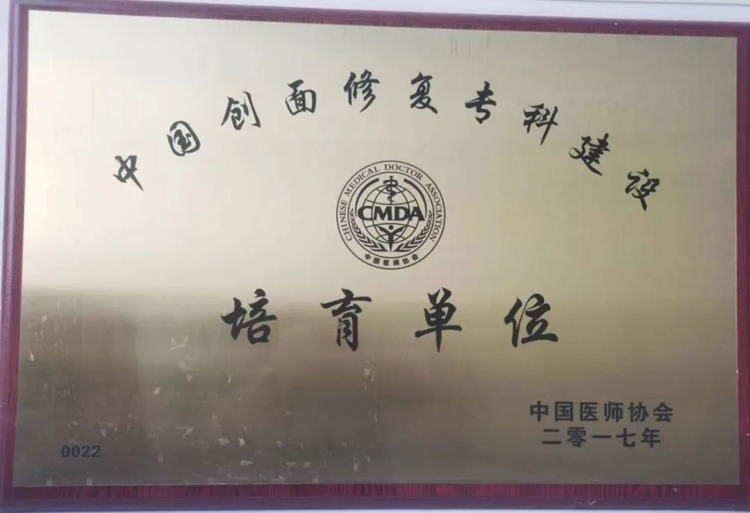 中国创面修复专科建设
CHINESE MEDICAL DOCTOR ASSOCIATION
CMDA
中国医师协会
培育单位
中国医师协会
二零一七年
0022